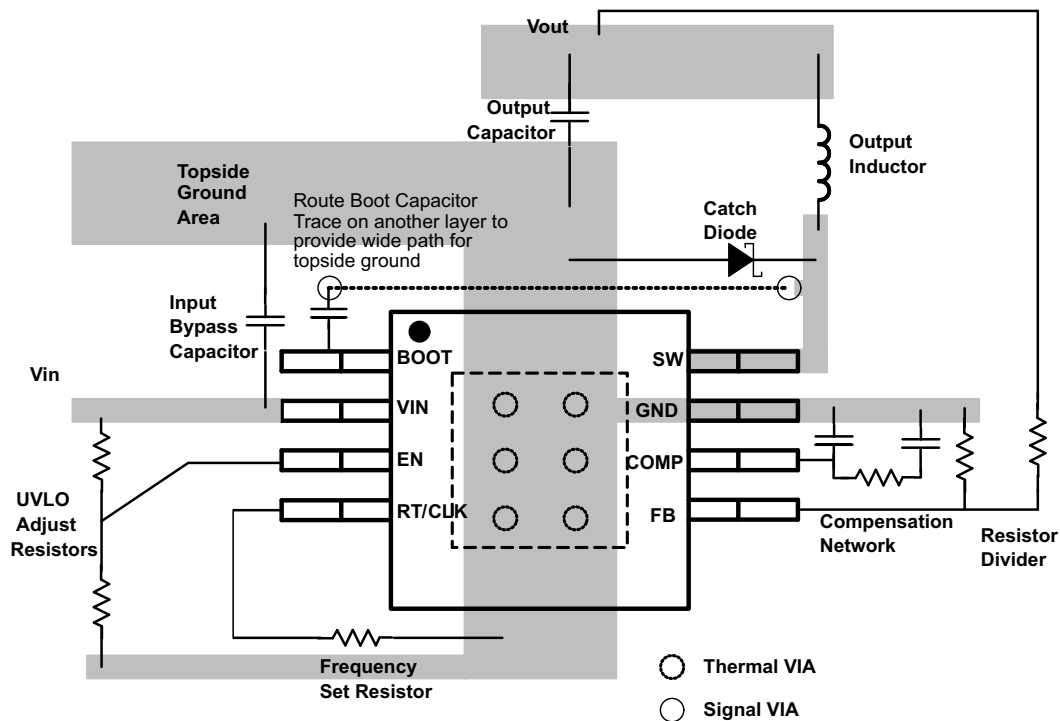 Vout
Output
Capacitor
Output
Inductor
Topside
Ground
Area
Route Boot Capacitor
Trace on another layer to
provide wide path for
topside ground
Catch
Diode
Input
Bypass
Capacitor
Vin
BOOT
VIN
EN
RT/CLK
SW
GND
COMP
FB
UVLO
Adjust
Resistors
Compensation
Network
Resistor
Divider
Frequency
Set Resistor
Thermal VIA
Signal VIA